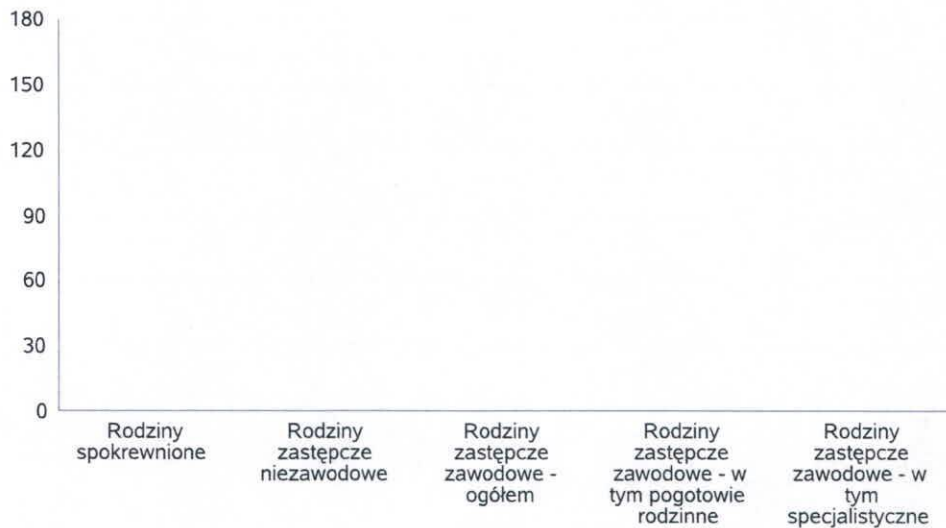 180
150
120
90
60
30
0
Rodziny
spokrewnione
Rodziny
zastępcze
niezawodowe
Rodziny
zastępcze
zawodowe -
ogółem
Rodziny
zastępcze
zawodowe - w
tym pogotowie
rodzinne
Rodziny
zastępcze
zawodowe - w
tym
specjalistyczne